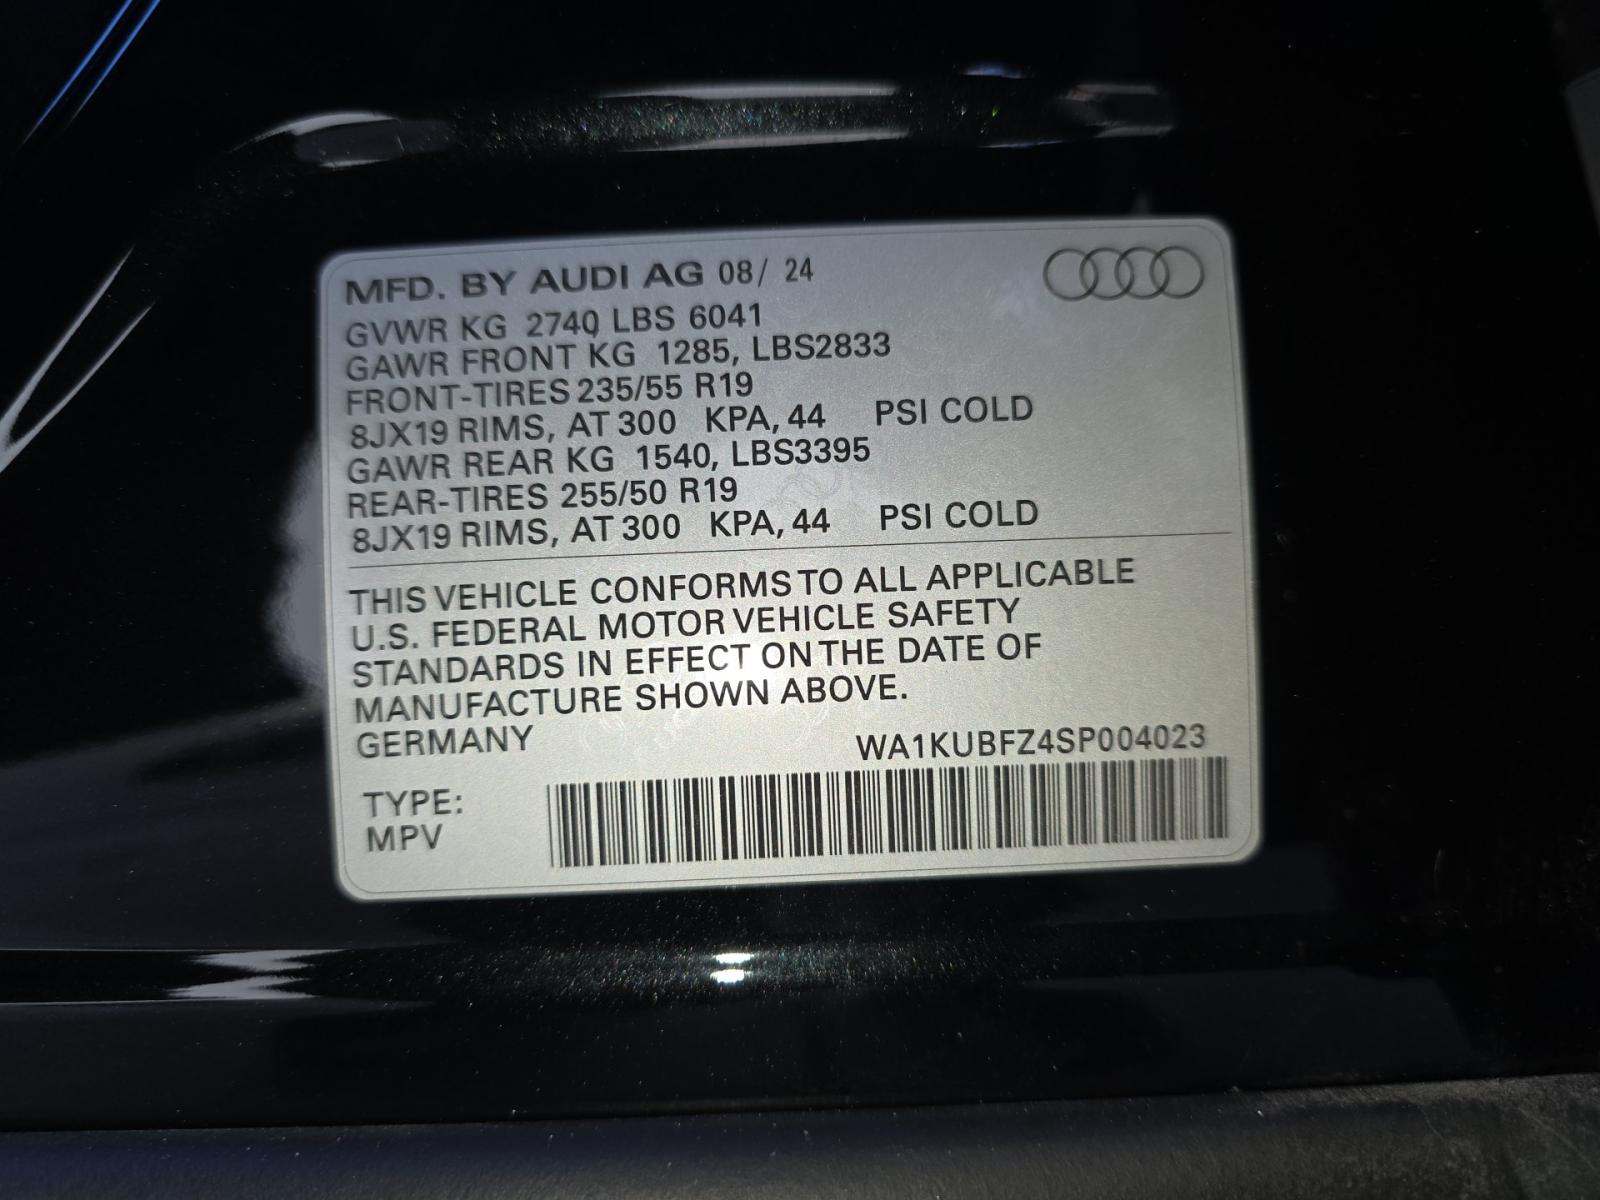 MFD. BY AUDI AG 08/ 24
GVWR KG 2740 LBS 6041
GAWR FRONT KG 1285, LBS2833
FRONT-TIRES 235/55 R19
8JX19 RIMS, AT 300 KPA, 44 PSI COLD
GAWR REAR KG 1540, LBS3395
REAR-TIRES 255/50 R19
8JX19 RIMS, AT 300 KPA, 44 PSI COLD
THIS VEHICLE CONFORMS TO ALL APPLICABLE
U.S. FEDERAL MOTOR VEHICLE SAFETY
STANDARDS IN EFFECT ON THE DATE OF
MANUFACTURE SHOWN ABOVE.
GERMANY WA1KUBFZ4SP004023
TYPE:
MPV